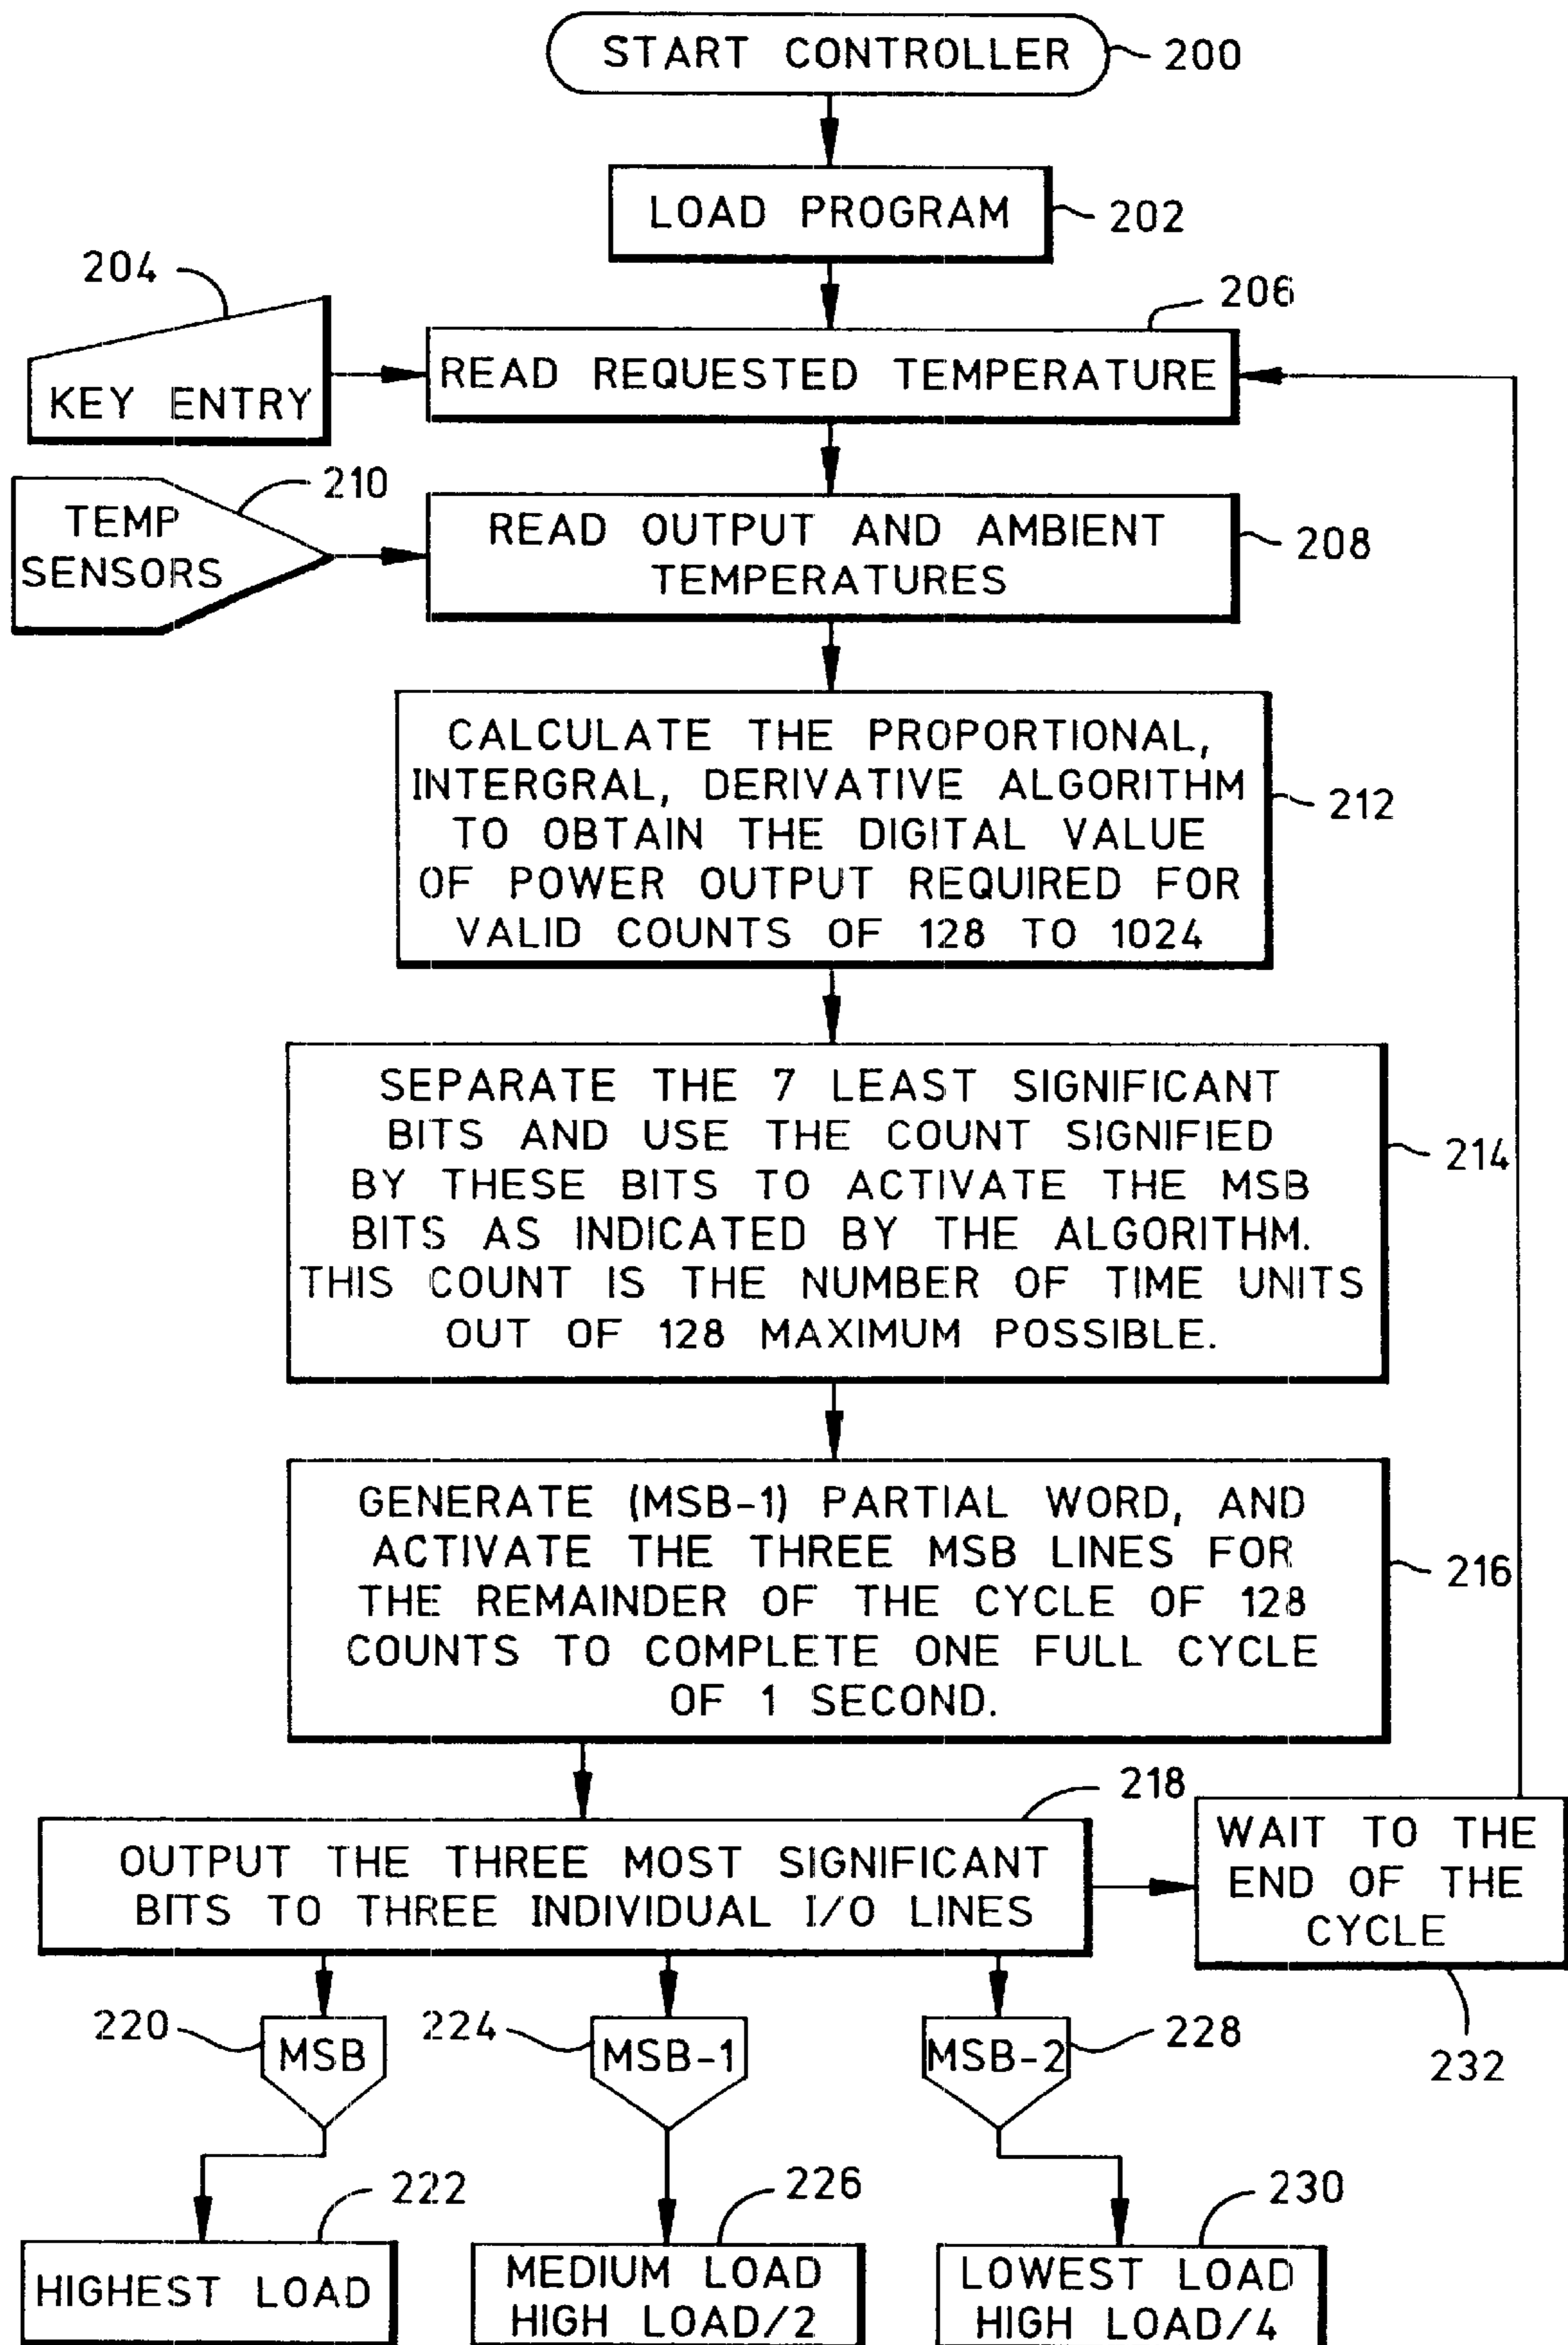 START CONTROLLER
200
LOAD PROGRAM
202
204
KEY ENTRY
206
READ REQUESTED TEMPERATURE
210
TEMP
SENSORS
READ OUTPUT AND AMBIENT
TEMPERATURES
208
CALCULATE THE PROPORTIONAL,
INTERGRAL, DERIVATIVE ALGORITHM
TO OBTAIN THE DIGITAL VALUE
OF POWER OUTPUT REQUIRED FOR
VALID COUNTS OF 128 TO 1024
212
SEPARATE THE 7 LEAST SIGNIFICANT
BITS AND USE THE COUNT SIGNIFIED
BY THESE BITS TO ACTIVATE THE MSB
BITS AS INDICATED BY THE ALGORITHM.
THIS COUNT IS THE NUMBER OF TIME UNITS
OUT OF 128 MAXIMUM POSSIBLE.
214
GENERATE (MSB-1) PARTIAL WORD, AND
ACTIVATE THE THREE MSB LINES FOR
THE REMAINDER OF THE CYCLE OF 128
COUNTS TO COMPLETE ONE FULL CYCLE
OF 1 SECOND.
216
218
OUTPUT THE THREE MOST SIGNIFICANT
BITS TO THREE INDIVIDUAL I/O LINES
WAIT TO THE
END OF THE
CYCLE
232
220
MSB
224
MSB-1
MSB-2
228
222
HIGHEST LOAD
226
MEDIUM LOAD
HIGH LOAD/2
230
LOWEST LOAD
HIGH LOAD/4